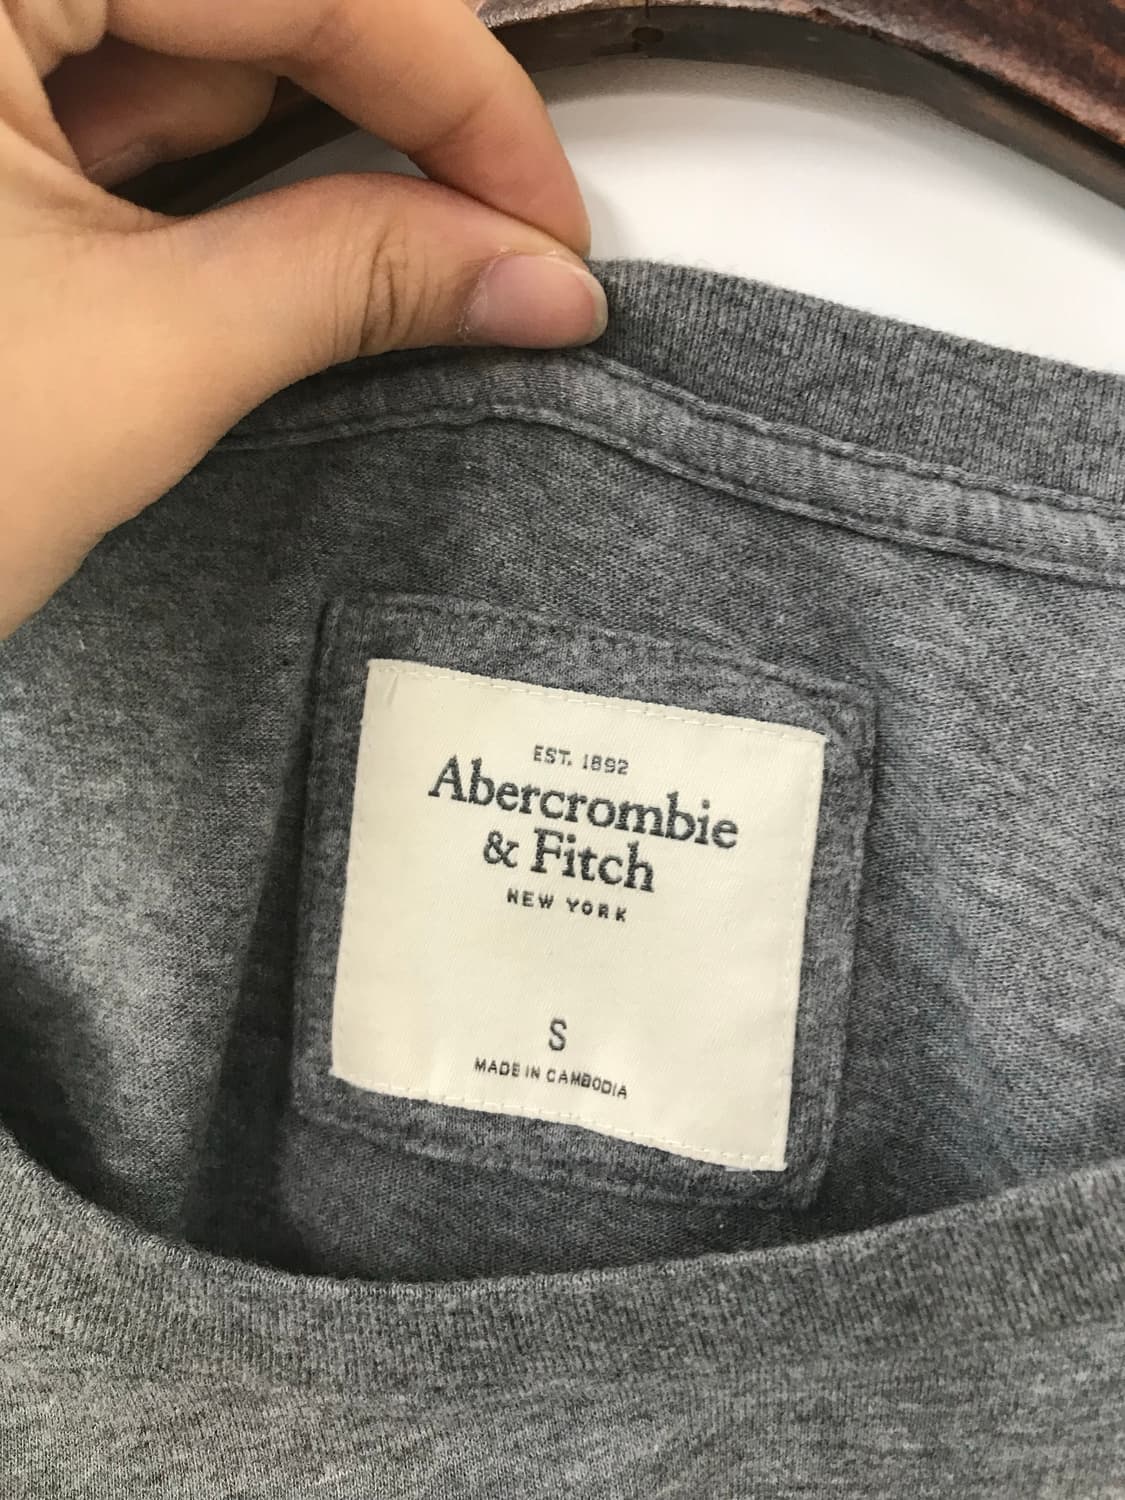 EST. 1892
Abercrombie
& Fitch
NEW YORK
S
MADE IN CAMBODIA